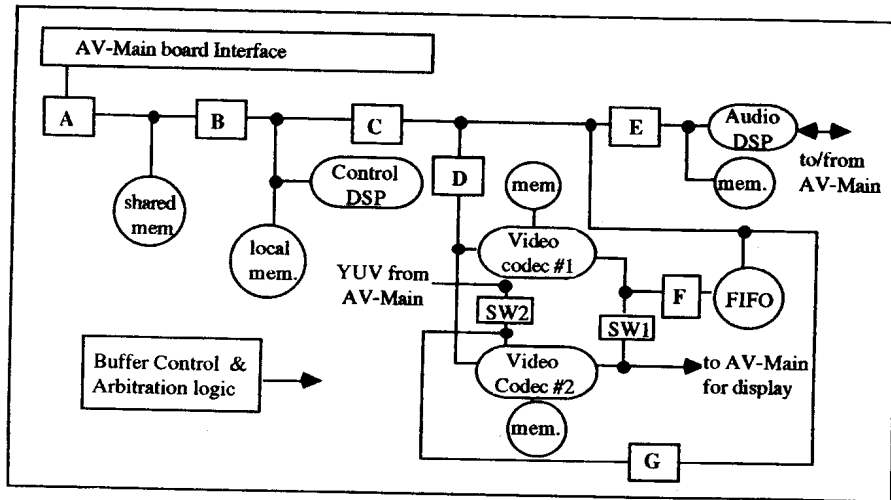 AV-Main board Interface
A
B
C
E
Audio
DSP
to/from
AV-Main
shared
mem
Control
DSP
D
mem
mem.
local
mem.
YUV from
AV-Main
Video
codec #1
F
FIFO
SW2
SW1
Buffer Control &
Arbitration logic
Video
Codec #2
to AV-Main
for display
mem.
G